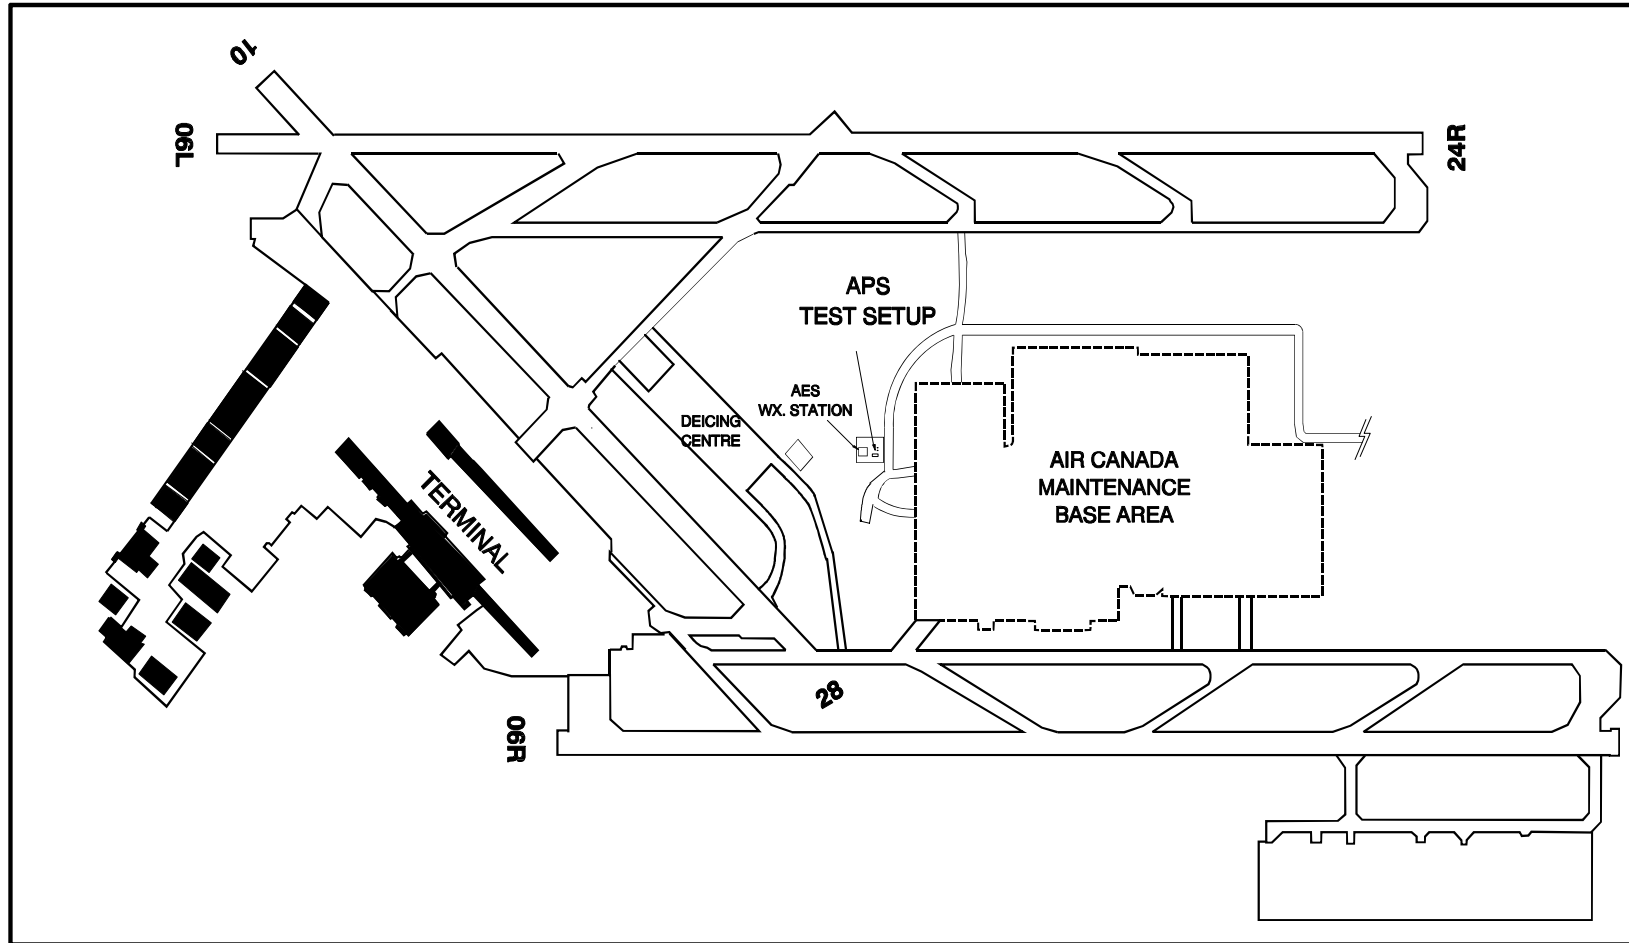 10
06L
24R
APS
TEST SETUP
AES
WX. STATION
DEICING
CENTRE
AIR CANADA
MAINTENANCE
BASE AREA
TERMINAL
28
06R